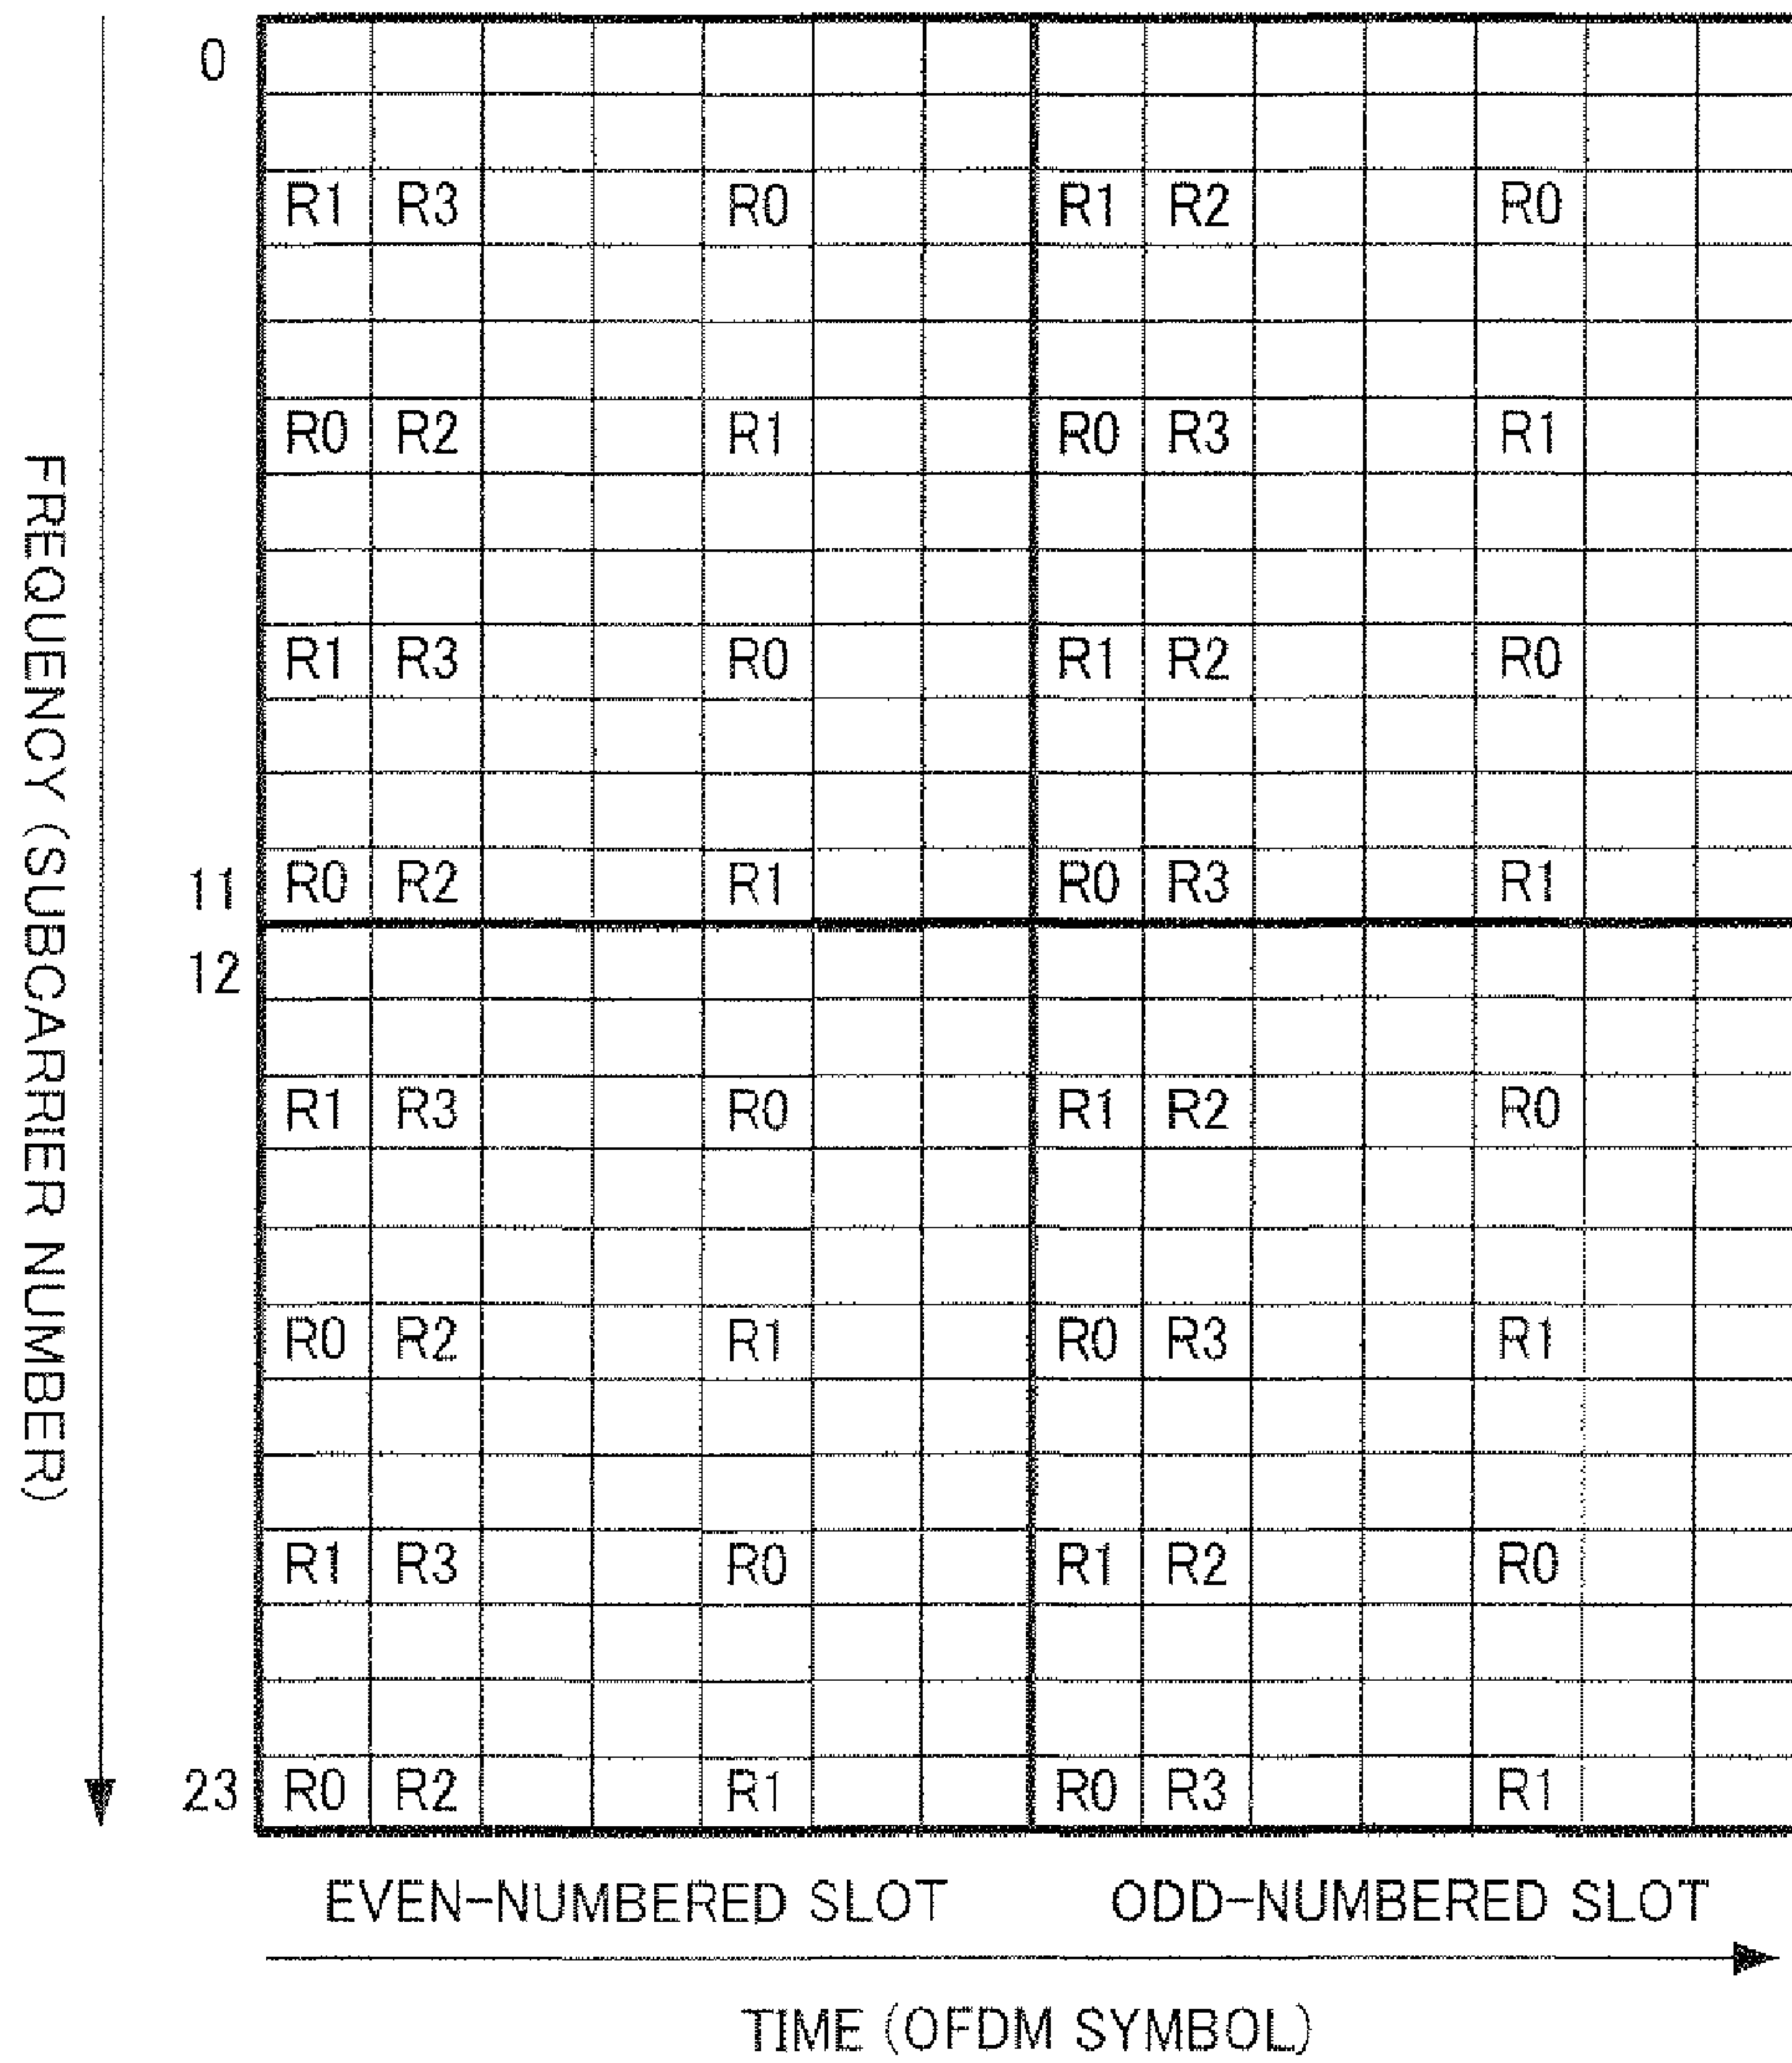 0
R1 R3 R0 R1 R2 R0
R0 R2 R1 R0 R3 R1
R1 R3 R0 R1 R2 R0
11 R0 R2 R1 R0 R3 R1
12
R1 R3 R0 R1 R2 R0
R0 R2 R1 R0 R3 R1
R1 R3 R0 R1 R2 R0
23 R0 R2 R1 R0 R3 R1
FREQUENCY (SUBCARRIER NUMBER)
EVEN-NUMBERED SLOT ODD-NUMBERED SLOT
TIME (OFDM SYMBOL)